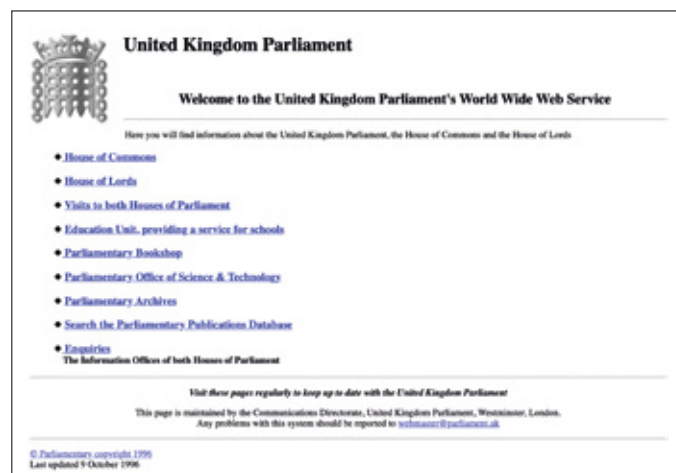 United Kingdom Parliament
Welcome to the United Kingdom Parliament's World Wide Web Service
Here you will find information about the United Kingdom Parliament, the House of Commons and the House of Lords
House of Commons
House of Lords
Visits to both Houses of Parliament
Education Unit, providing a service for schools
Parliamentary Bookshop
Parliamentary Office of Science & Technology
Parliamentary Archives
Search the Parliamentary Publications Database
Enquiries
The Information Offices of both Houses of Parliament
Visit these pages regularly to keep up to date with the United Kingdom Parliament
This page is maintained by the Communications Directorate, United Kingdom Parliament, Westminster, London.
Any problems with this system should be reported to webmaster@parliament.uk
© Parliamentary copyright 1996
Last updated 9 October 1996